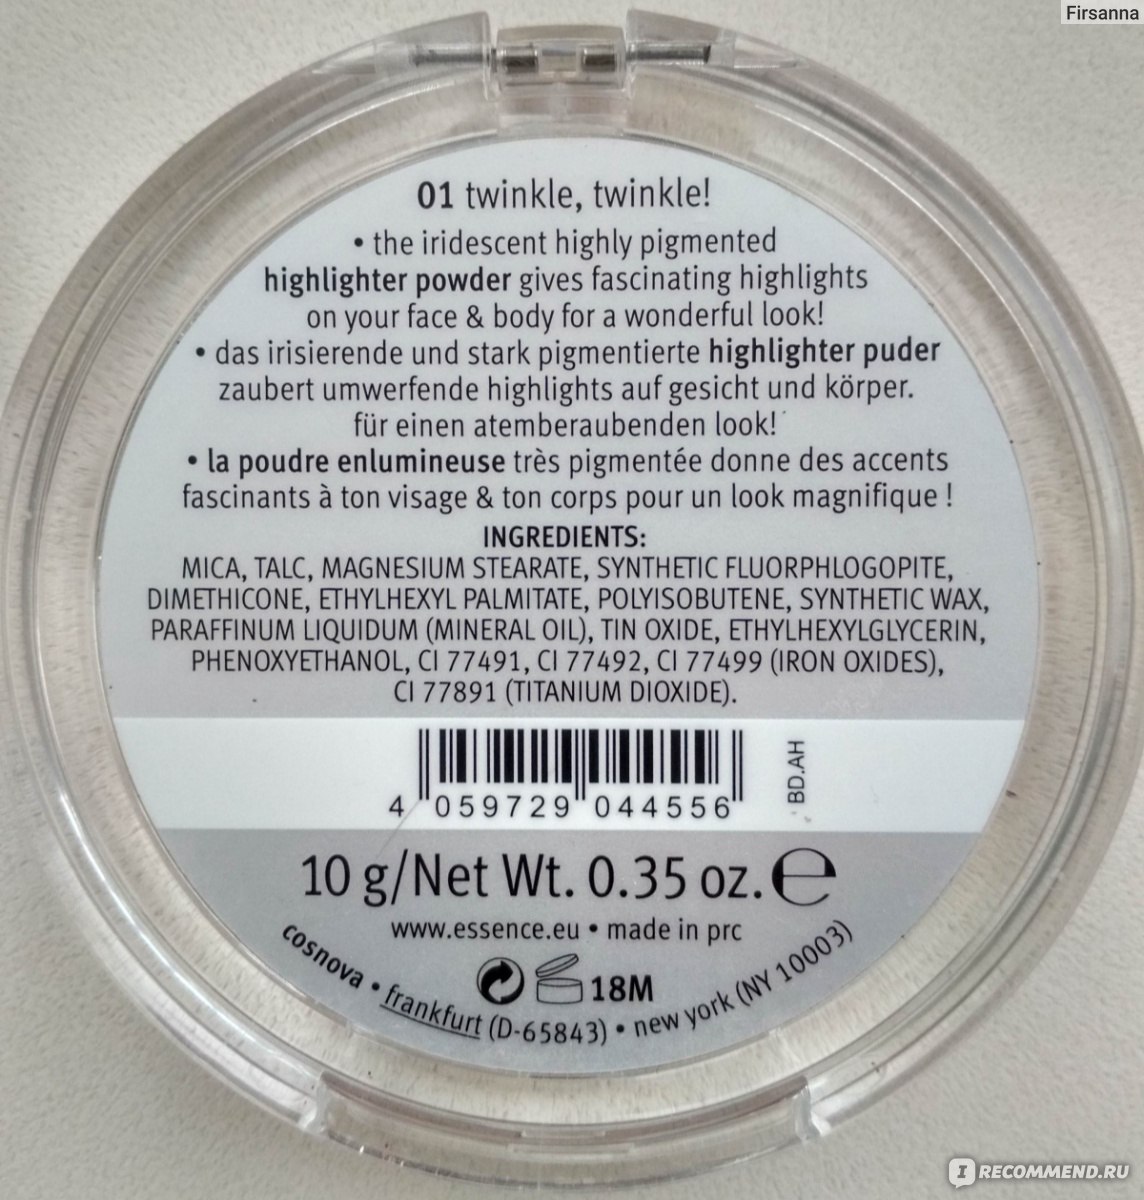 Firsanna
01 twinkle, twinkle!
• the iridescent highly pigmented
highlighter powder gives fascinating highlights
on your face & body for a wonderful look!
• das irisierende und stark pigmentierte highlighter puder
zaubert umwerfende highlights auf gesicht und körper.
für einen atemberaubenden look!
• la poudre enlumineuse très pigmentée donne des accents
fascinants à ton visage & ton corps pour un look magnifique !
INGREDIENTS:
MICA, TALC, MAGNESIUM STEARATE, SYNTHETIC FLUORPHLOGOPITE,
DIMETHICONE, ETHYLHEXYL PALMITATE, POLYISOBUTENE, SYNTHETIC WAX,
PARAFFINUM LIQUIDUM (MINERAL OIL), TIN OXIDE, ETHYLHEXYLGLYCERIN,
PHENOXYETHANOL, CI 77491, CI 77492, CI 77499 (IRON OXIDES),
CI 77891 (TITANIUM DIOXIDE).
4 059729 044556
BD.AH
10 g/Net Wt. 0.35 oz. ℮
www.essence.eu • made in prc
18M
cosnova • frankfurt (D-65843) • new york (NY 10003)
I RECOMMEND.RU